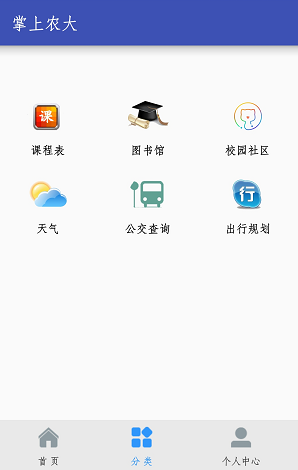 掌上农大
课
课程表
图书馆
校园社区
行
天气
公交查询
出行规划
首页
分类
个人中心